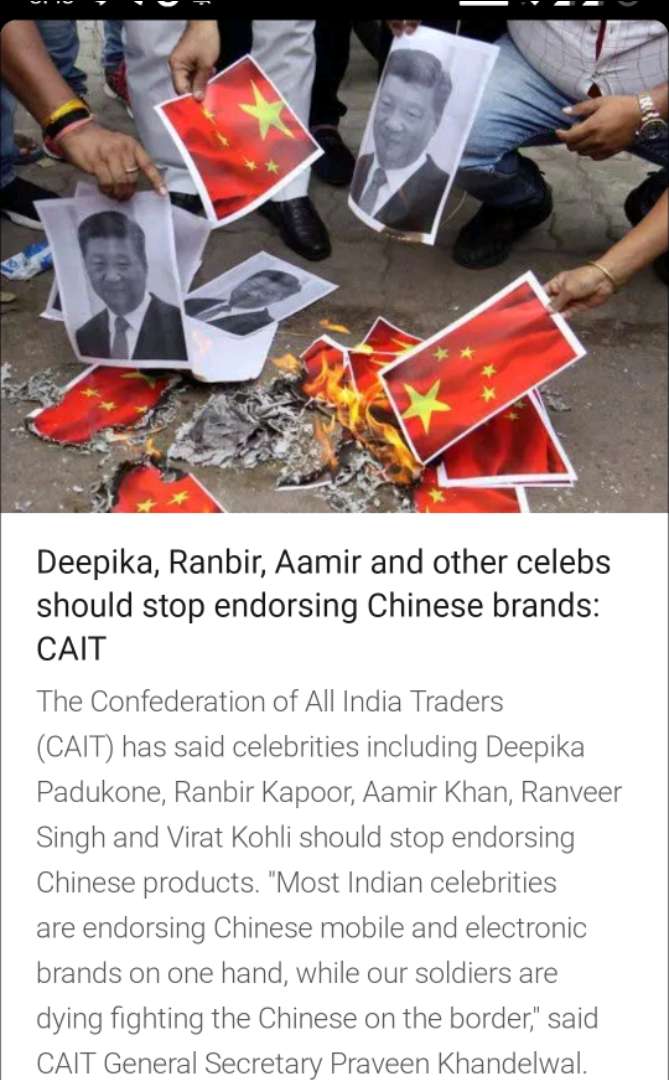 Deepika, Ranbir, Aamir and other celebs
should stop endorsing Chinese brands:
CAIT
The Confederation of All India Traders
(CAIT) has said celebrities including Deepika
Padukone, Ranbir Kapoor, Aamir Khan, Ranveer
Singh and Virat Kohli should stop endorsing
Chinese products. "Most Indian celebrities
are endorsing Chinese mobile and electronic
brands on one hand, while our soldiers are
dying fighting the Chinese on the border," said
CAIT General Secretary Praveen Khandelwal.